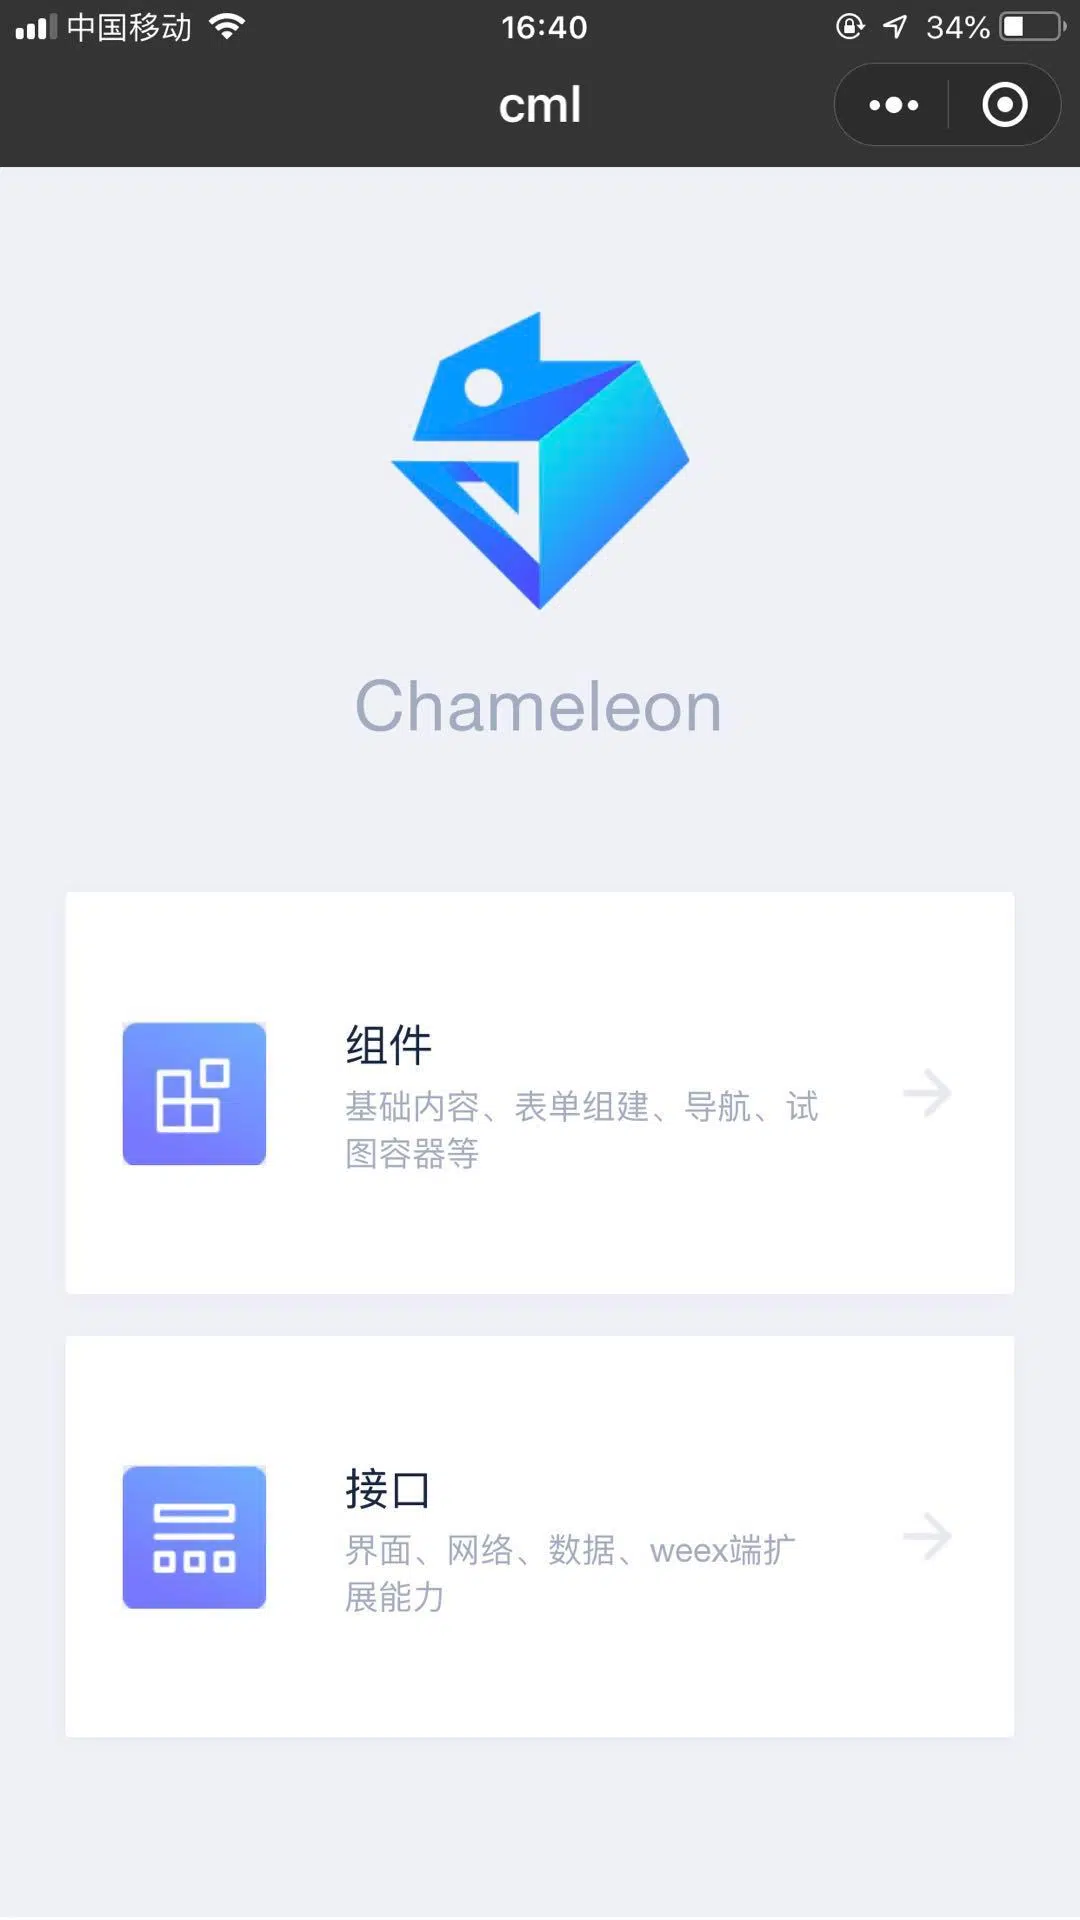 中国移动 16:40 34%
cml
Chameleon
组件
基础内容、表单组建、导航、试
图容器等
接口
界面、网络、数据、weex端扩
展能力